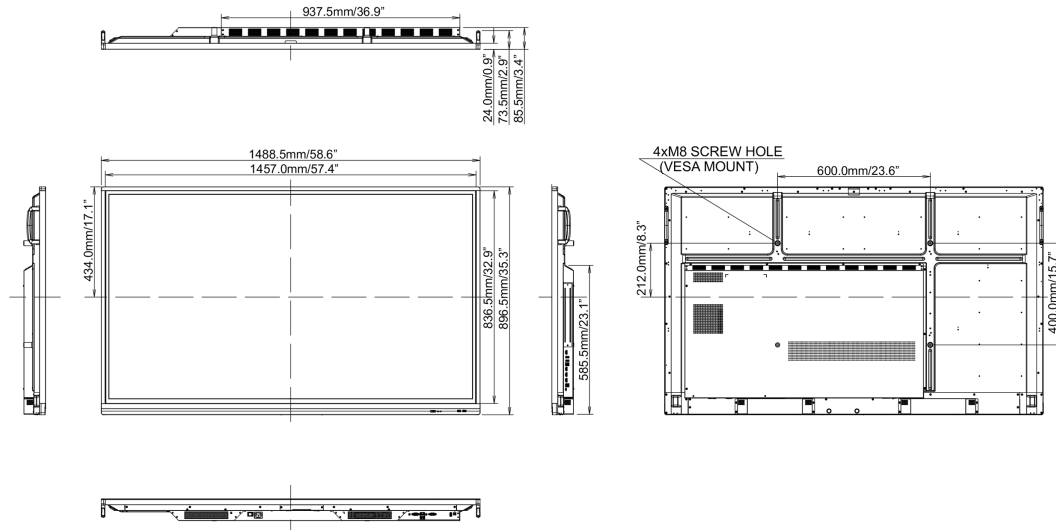 937.5mm/36.9"
24.0mm/0.9"
73.5mm/2.9"
85.5mm/3.4"
1488.5mm/58.6"
1457.0mm/57.4"
434.0mm/17.1"
836.5mm/32.9"
896.5mm/35.3"
585.5mm/23.1"
4xM8 SCREW HOLE
(VESA MOUNT)
600.0mm/23.6"
212.0mm/8.3"
400.0mm/15.7"